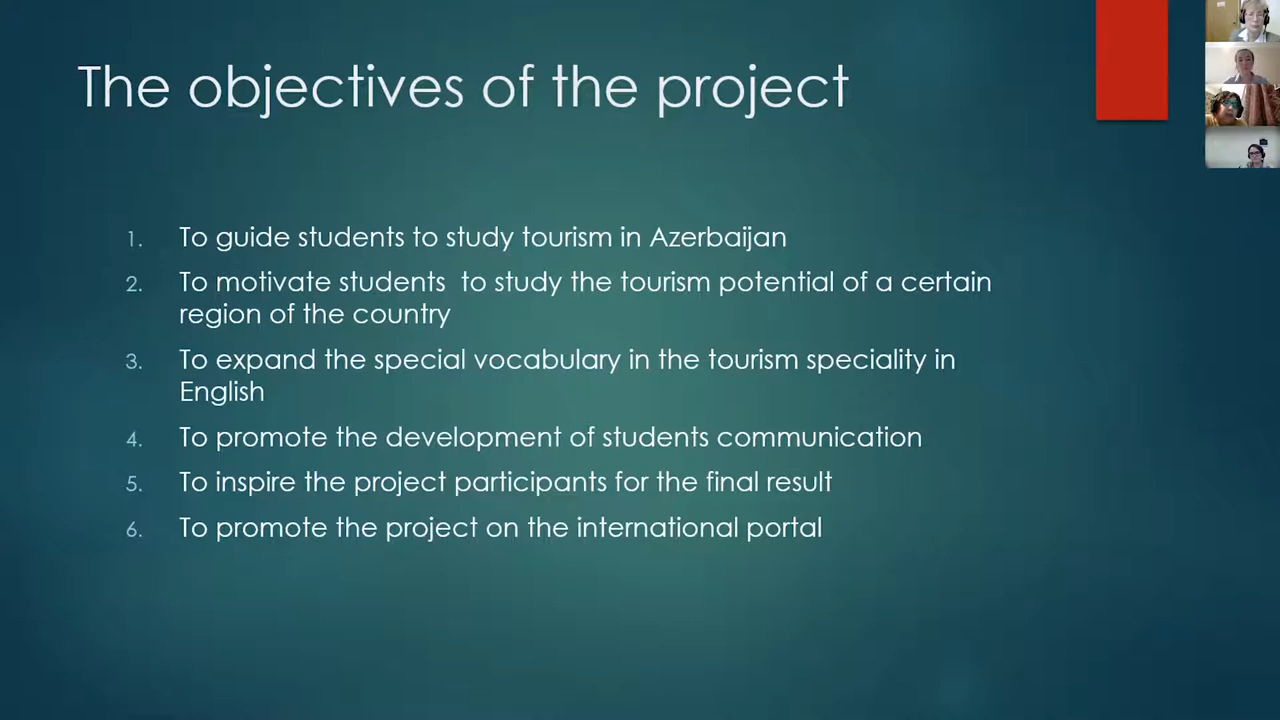 The objectives of the project
1. To guide students to study tourism in Azerbaijan
2. To motivate students  to study the tourism potential of a certain
region of the country
3. To expand the special vocabulary in the tourism speciality in
English
4. To promote the development of students communication
5. To inspire the project participants for the final result
6. To promote the project on the international portal